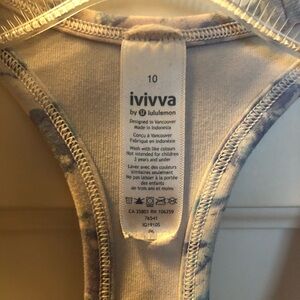 10
ivivva
by lululemon
Designed in Vancouver
Made in Indonesia
Conçu a Vancouver
Fabriqué en Indonésie
Wash with like colours
Not intended for children
3 years and under
Laver avec des couleurs
similaires seulement
Ne pas laisser à la portée
des enfants
de trois ans et moins
CA 35801 RN 106259